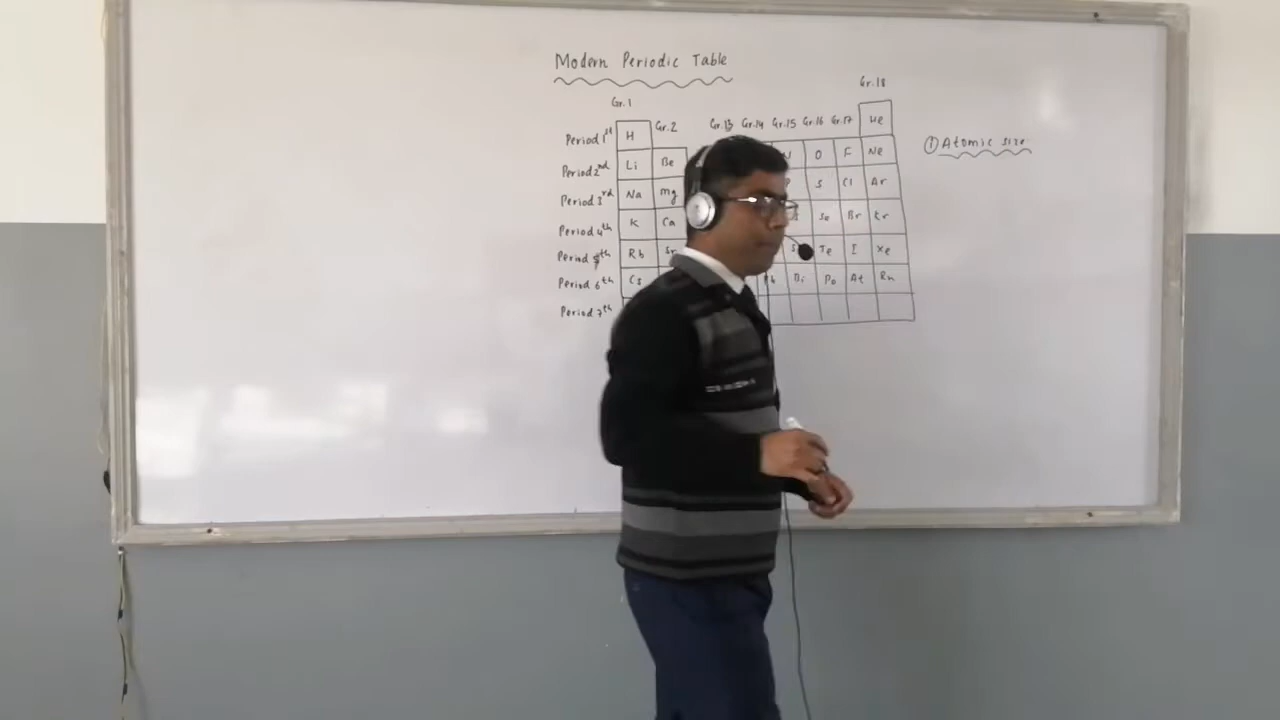 Modern Periodic Table
Gr.18
Gr.1
Gr.2 Gr.13 Gr.14 Gr.15 Gr.16 Gr.17 He
Period 1st H
① Atomic size
Period 2nd Li Be O F Ne
Period 3rd Na Mg S Cl Ar
Period 4th K Ca Se Br Kr
Period 5th Rb Sr Te I Xe
Period 6th Cs Bi Po At Rn
Period 7th